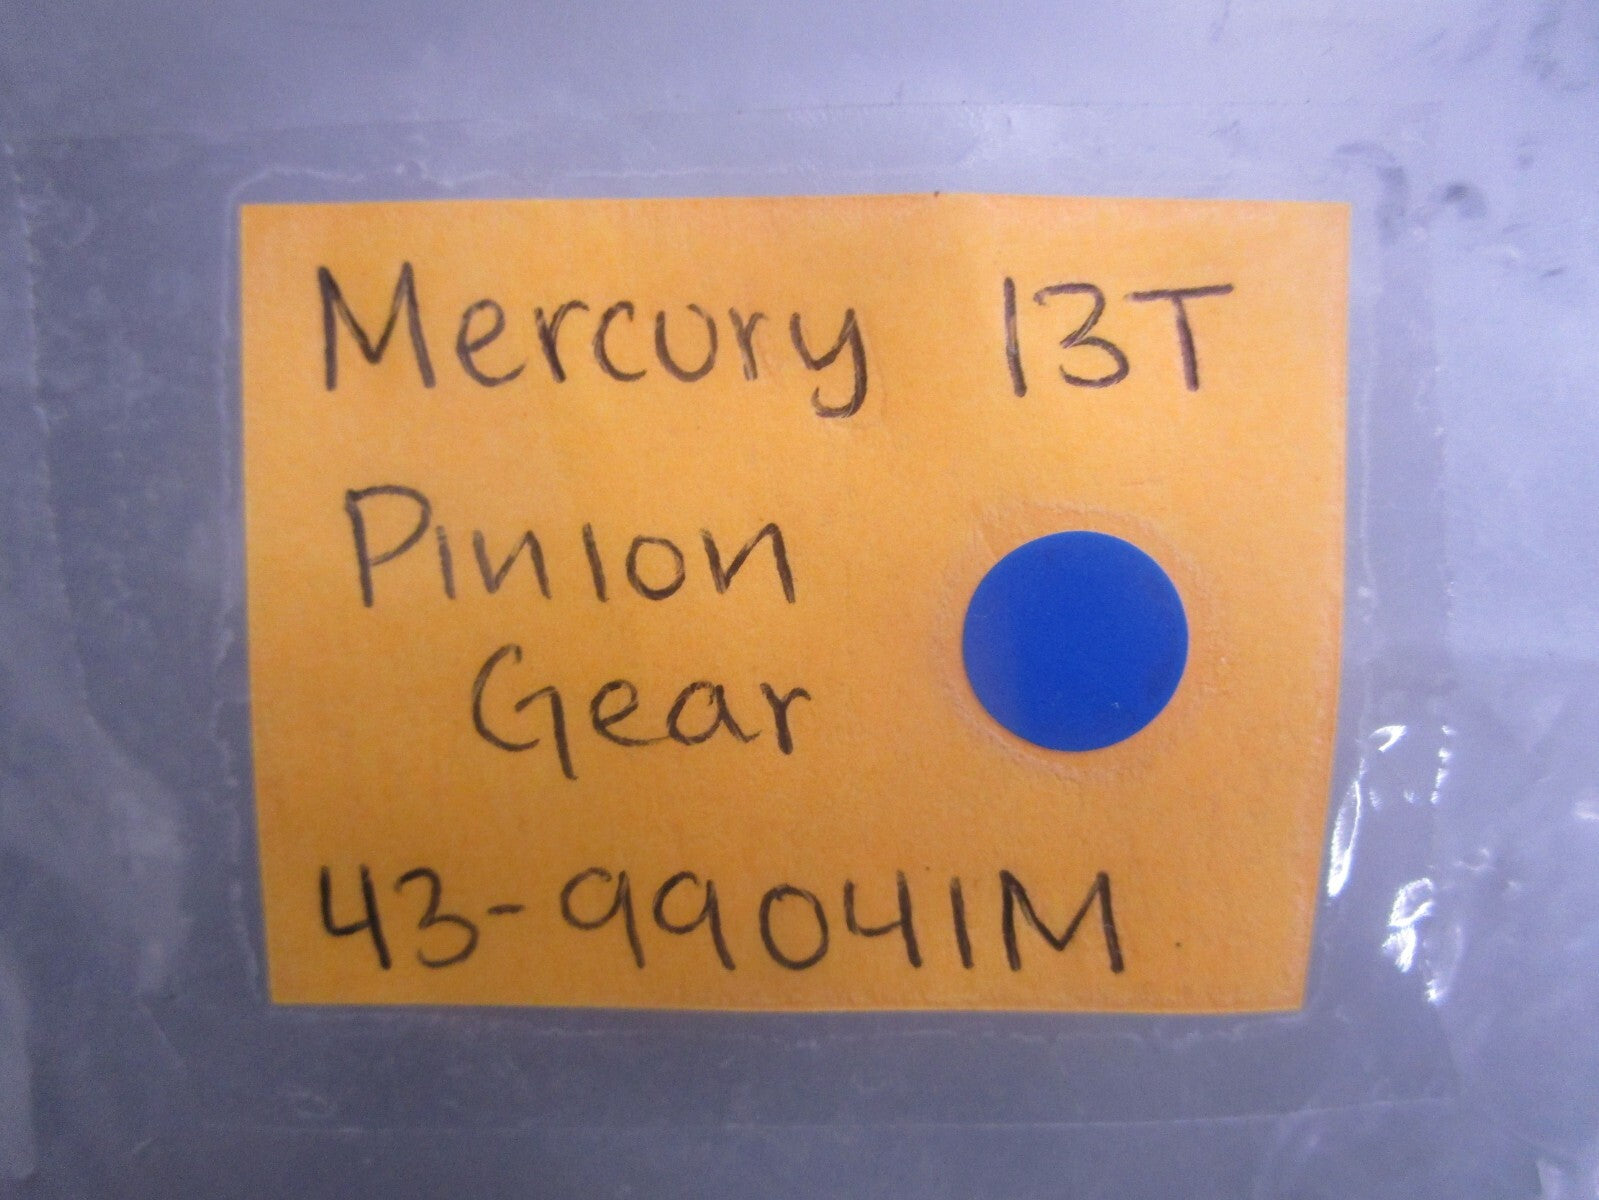 Mercury 13T
Pinion
Gear
43-99041M